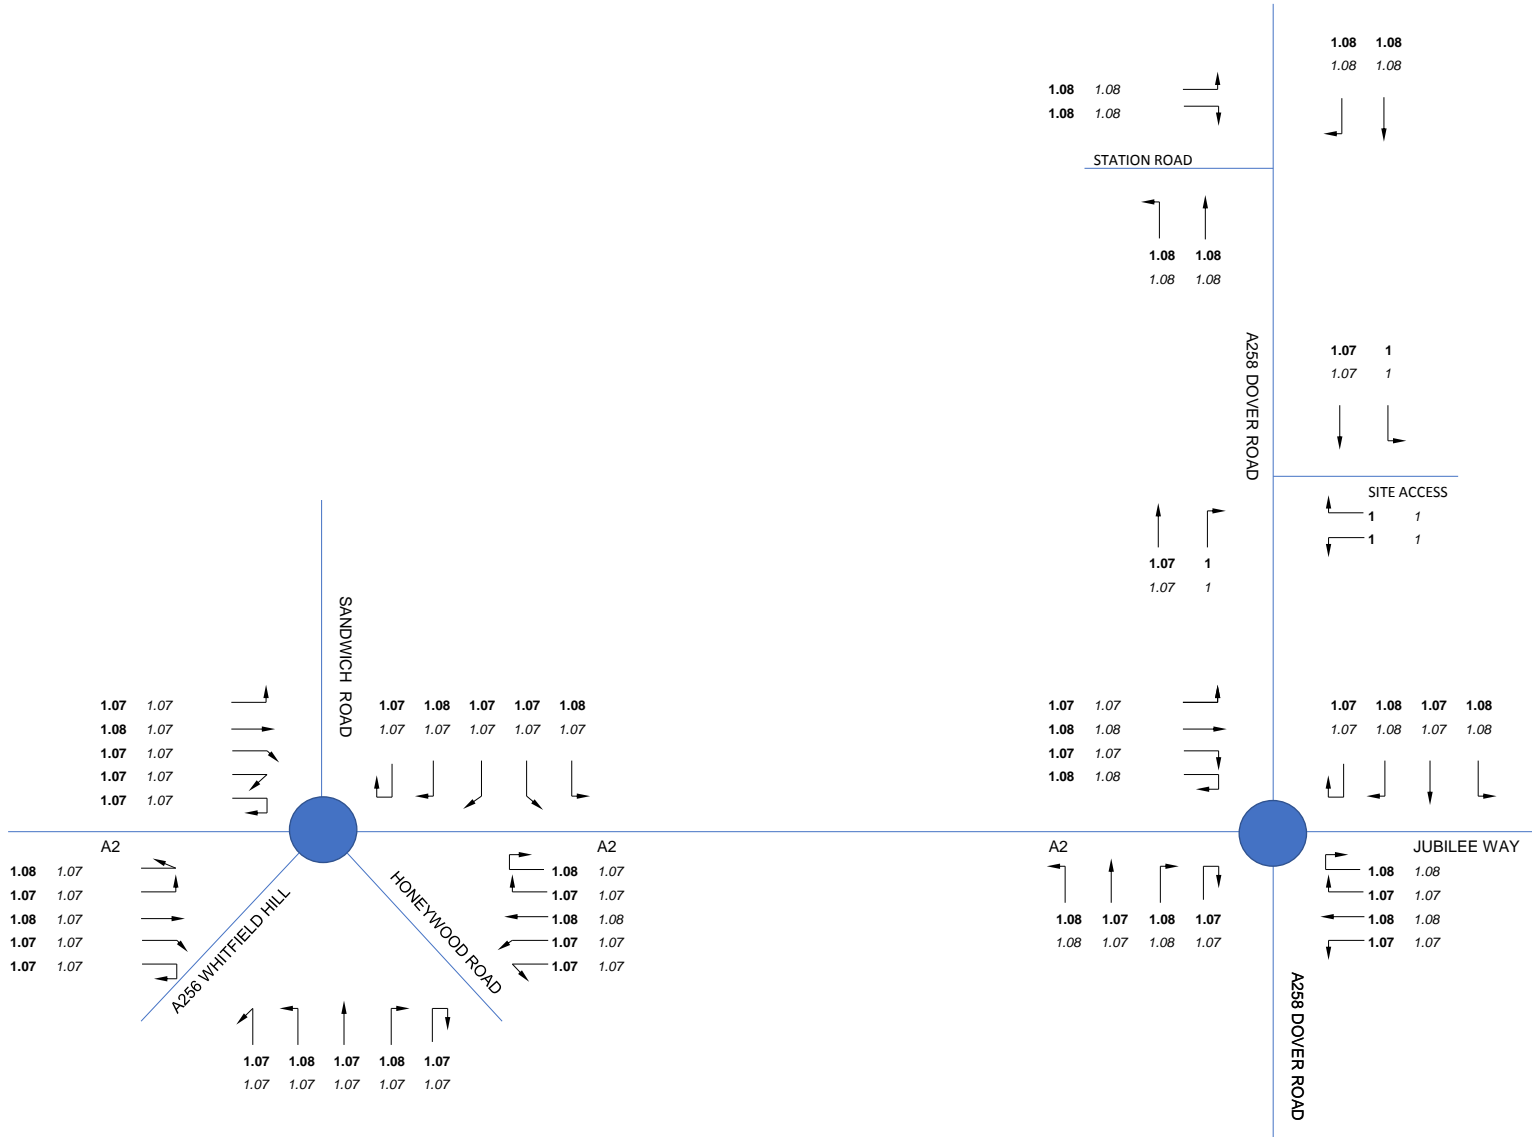 1.08 1.08
1.08 1.08
1.08 1.08
1.08 1.08
STATION ROAD
1.08 1.08
1.08 1.08
A258 DOVER ROAD
1.07 1
1.07 1
SITE ACCESS
1 1
1 1
1.07 1
1.07 1
SANDWICH ROAD
1.07 1.07
1.08 1.07
1.07 1.07
1.07 1.07
1.07 1.07
1.07 1.08 1.07 1.07 1.08
1.07 1.07 1.07 1.07 1.07
A2
A2
1.08 1.07
1.07 1.07
1.08 1.07
1.07 1.07
1.07 1.07
A256 WHITFIELD HILL
HONEYWOOD ROAD
1.08 1.07
1.07 1.07
1.08 1.08
1.07 1.07
1.07 1.07
1.07 1.08 1.07 1.08 1.07
1.07 1.07 1.07 1.07 1.07
1.07 1.07
1.08 1.08
1.07 1.07
1.08 1.08
1.07 1.08 1.07 1.08
1.07 1.08 1.07 1.08
A2
JUBILEE WAY
1.08 1.07 1.08 1.07
1.08 1.07 1.08 1.07
1.08 1.08
1.07 1.07
1.08 1.08
1.07 1.07
A258 DOVER ROAD